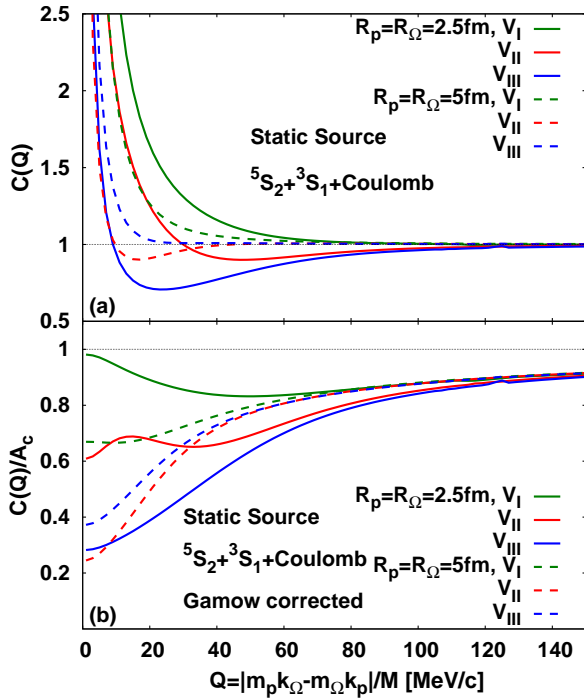 2.5
2
1.5
1
0.5
C(Q)
R_p=R_Ω=2.5fm, V_I
V_II
V_III
R_p=R_Ω=5fm, V_I
V_II
V_III
Static Source
⁵S₂+³S₁+Coulomb
(a)
1
0.8
0.6
0.4
0.2
C(Q)/A_c
R_p=R_Ω=2.5fm, V_I
V_II
Static Source
V_III
⁵S₂+³S₁+Coulomb
R_p=R_Ω=5fm, V_I
V_II
Gamow corrected
V_III
(b)
0 20 40 60 80 100 120 140
Q=|m_pk_Ω-m_Ωk_p|/M [MeV/c]